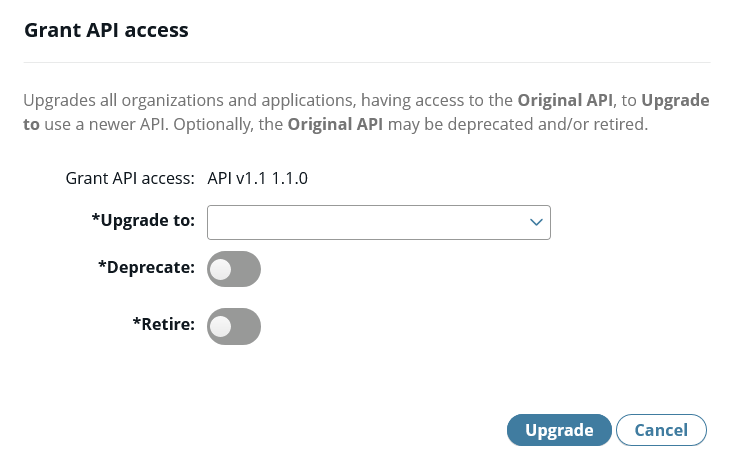 Grant API access
Upgrades all organizations and applications, having access to the Original API, to Upgrade
to use a newer API. Optionally, the Original API may be deprecated and/or retired.
Grant API access: API v1.1 1.1.0
*Upgrade to:
*Deprecate:
*Retire:
Upgrade Cancel